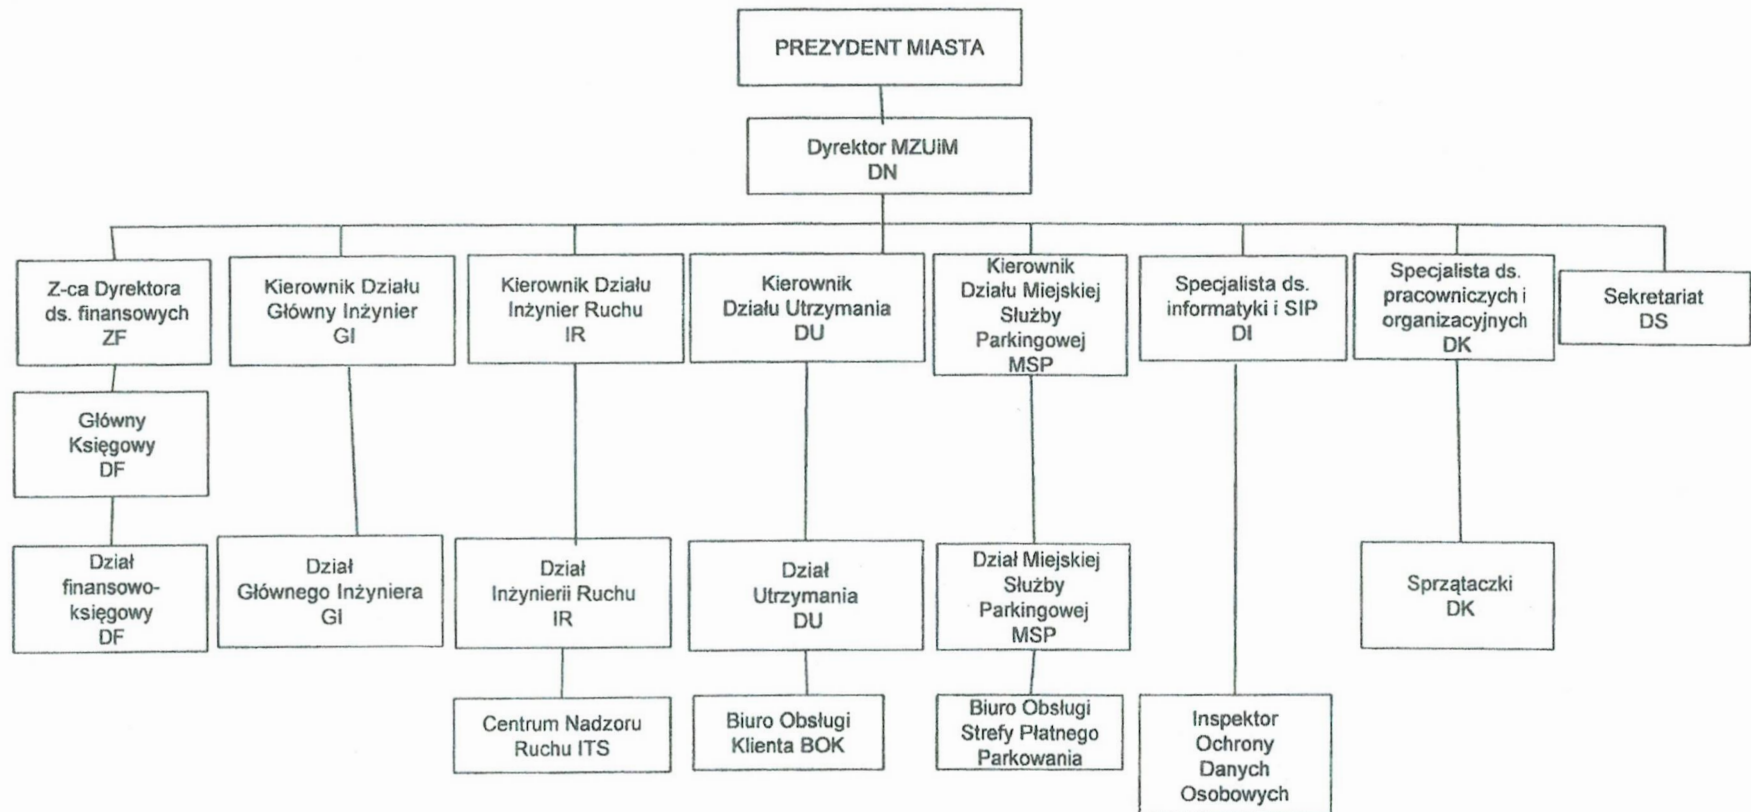 PREZYDENT MIASTA
Dyrektor MZUiM
DN
Z-ca Dyrektora
ds. finansowych
ZF
Kierownik Działu
Główny Inżynier
GI
Kierownik Działu
Inżynier Ruchu
IR
Kierownik
Działu Utrzymania
DU
Kierownik
Działu Miejskiej
Służby
Parkingowej
MSP
Specjalista ds.
informatyki i SIP
DI
Specjalista ds.
pracowniczych i
organizacyjnych
DK
Sekretariat
DS
Główny
Księgowy
DF
Dział
finansowo-
księgowy
DF
Dział
Głównego Inżyniera
GI
Dział
Inżynierii Ruchu
IR
Dział
Utrzymania
DU
Dział Miejskiej
Służby
Parkingowej
MSP
Sprzątaczki
DK
Centrum Nadzoru
Ruchu ITS
Biuro Obsługi
Klienta BOK
Biuro Obsługi
Strefy Płatnego
Parkowania
Inspektor
Ochrony
Danych
Osobowych